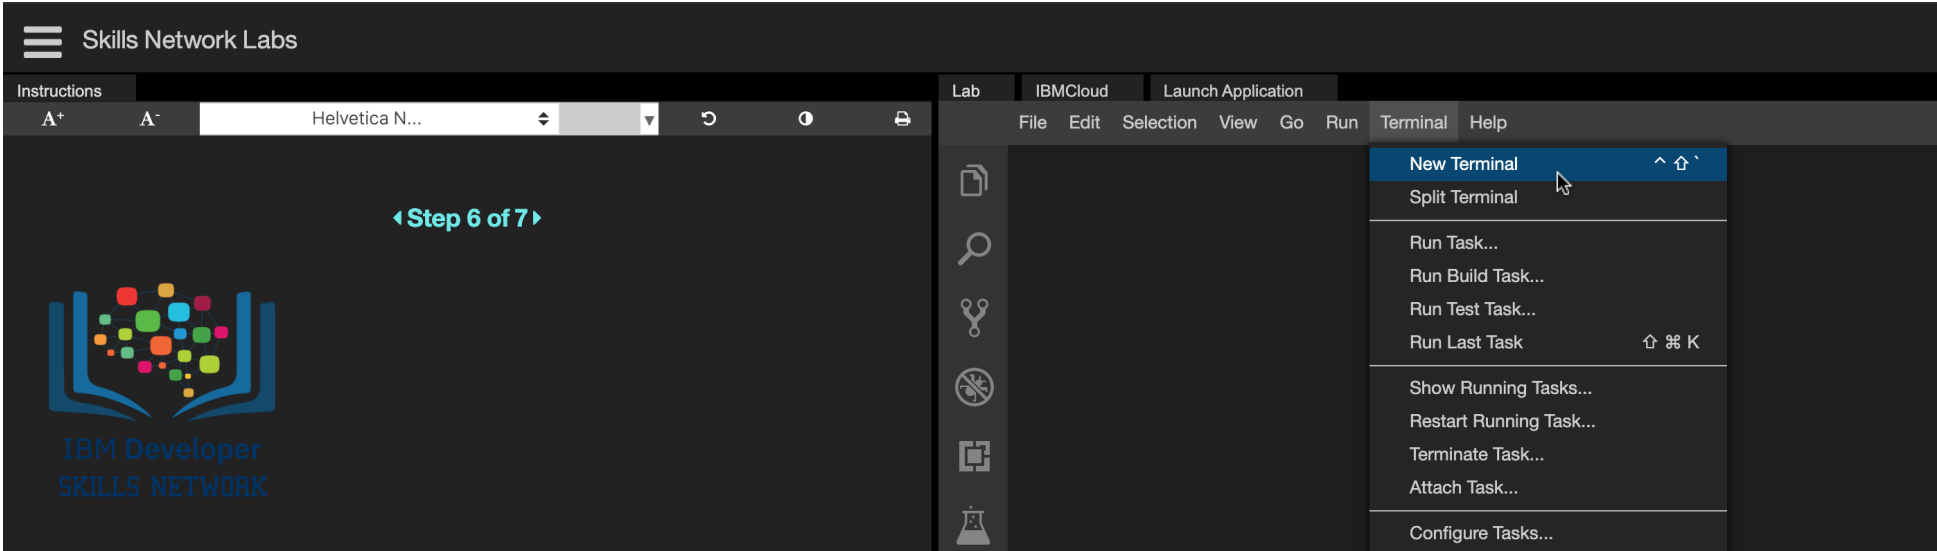 Skills Network Labs
Instructions
A+ A- Helvetica N...
Step 6 of 7
IBM Developer
SKILLS NETWORK
Lab IBMCloud Launch Application
File Edit Selection View Go Run Terminal Help
New Terminal ^ ⇧ `
Split Terminal
Run Task...
Run Build Task...
Run Test Task...
Run Last Task ⇧ ⌘ K
Show Running Tasks...
Restart Running Task...
Terminate Task...
Attach Task...
Configure Tasks...